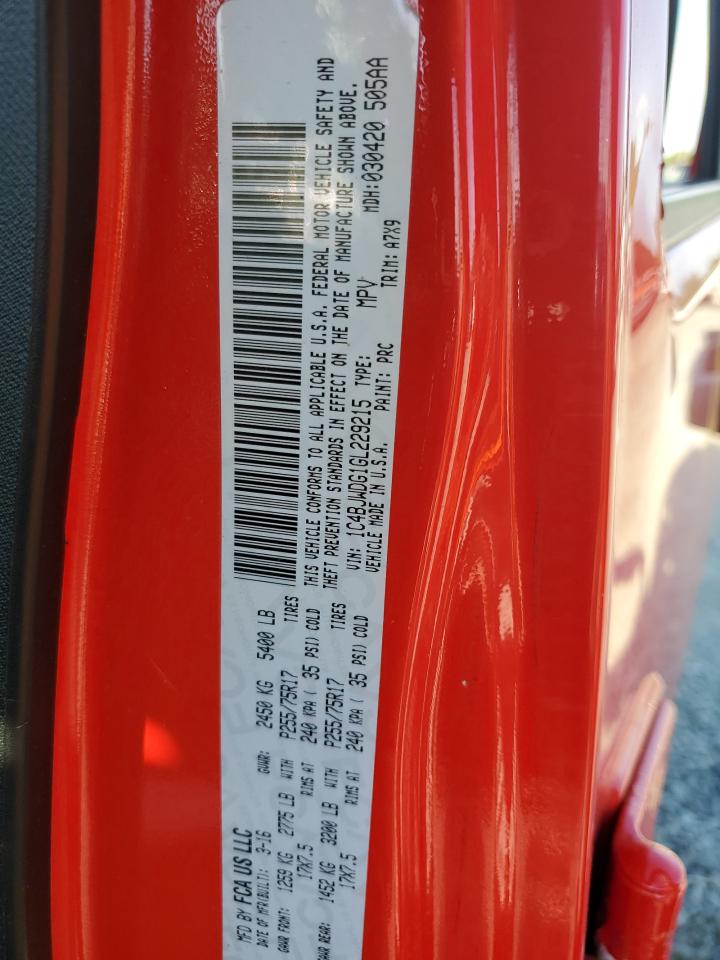 MFD BY FCA US LLC
DATE OF MFR(BUILT): 3-16 GVWR: 2450 KG 5400 LB
GAWR FRONT: 1259 KG 2775 LB WITH P255/75R17 TIRES
17X7.5 RIMS AT 240 KPA ( 35 PSI) COLD
GAWR REAR: 1452 KG 3200 LB WITH P255/75R17 TIRES
17X7.5 RIMS AT 240 KPA ( 35 PSI) COLD
THIS VEHICLE CONFORMS TO ALL APPLICABLE U.S.A. FEDERAL MOTOR VEHICLE SAFETY AND
THEFT PREVENTION STANDARDS IN EFFECT ON THE DATE OF MANUFACTURE SHOWN ABOVE.
VIN: 1C4BJWDG1GL229215 TYPE: MPV MDH:030420 505AA
VEHICLE MADE IN U.S.A. PAINT: PRC TRIM: A7X9